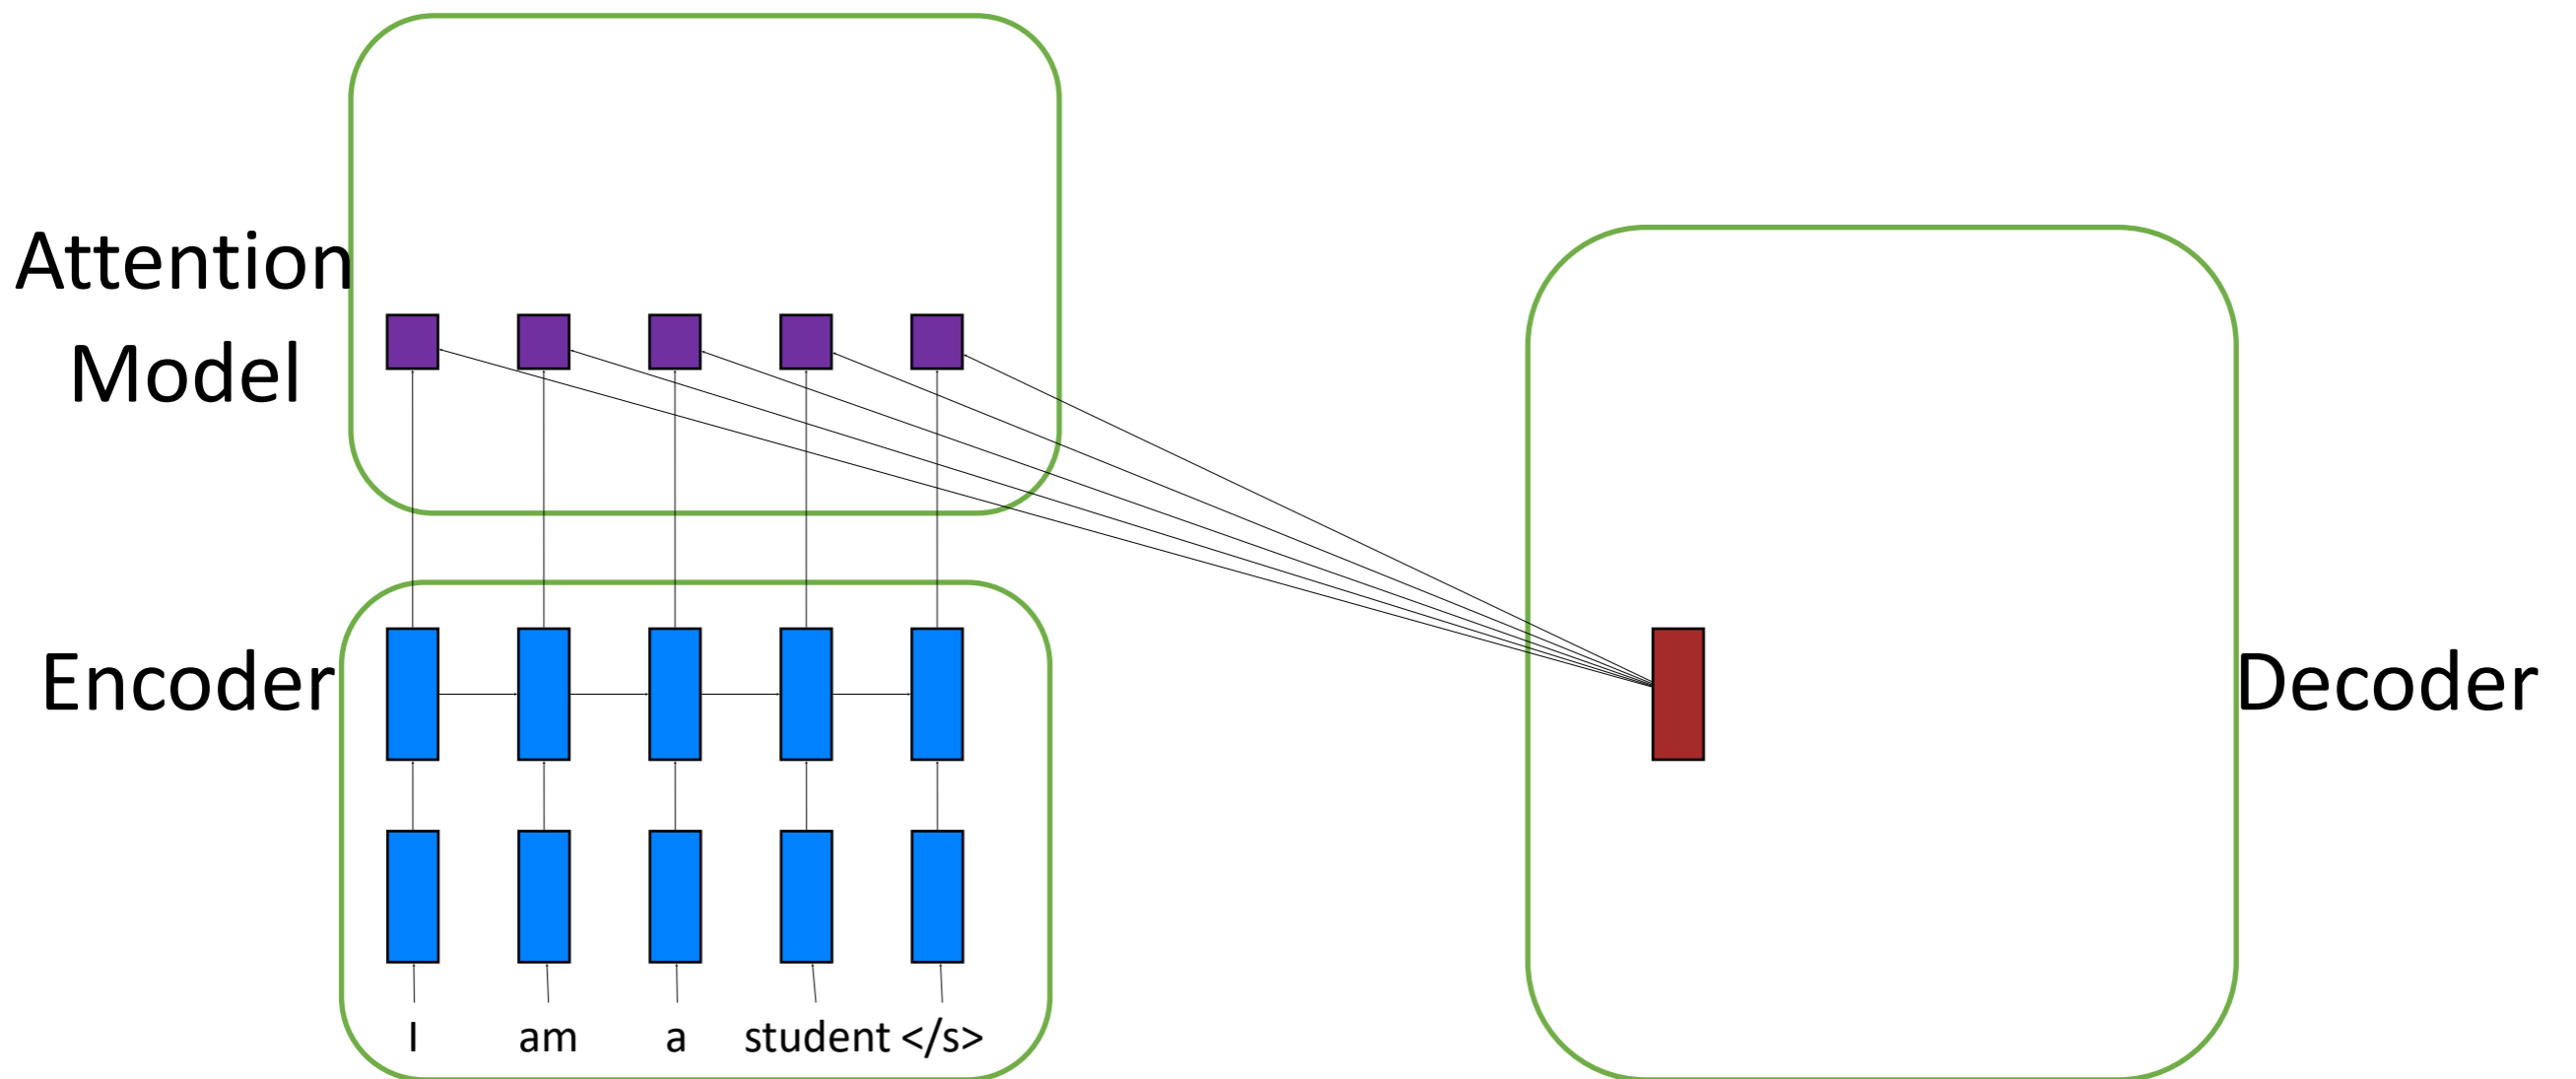 Attention
Model
Encoder
Decoder
I am a student </s>